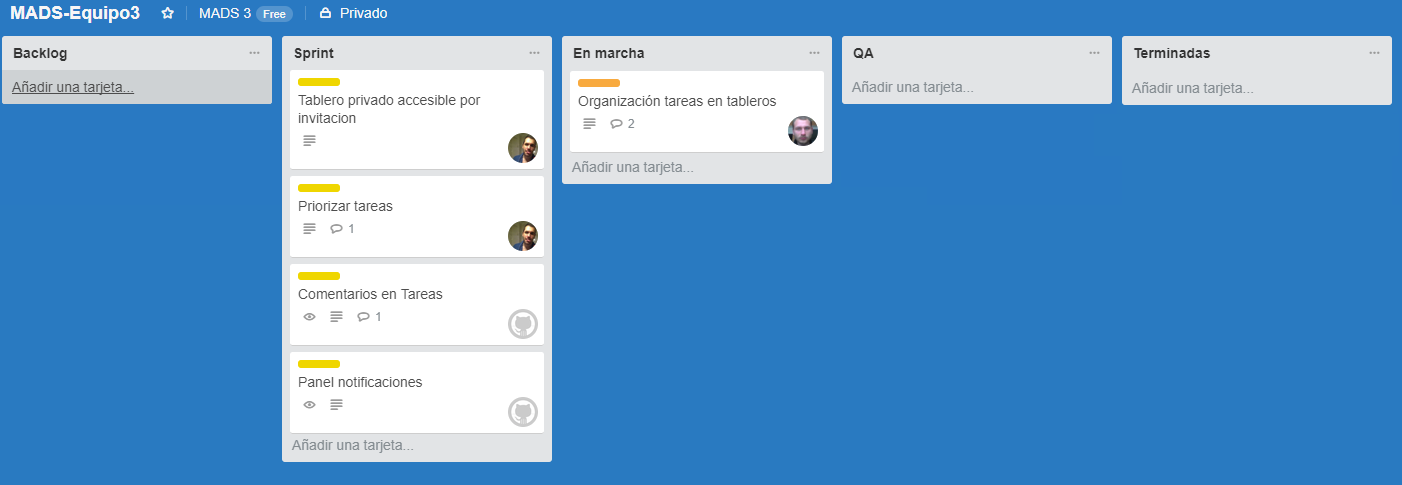 MADS-Equipo3 MADS 3 Free Privado
Backlog
Añadir una tarjeta...
Sprint
Tablero privado accesible por
invitacion
Priorizar tareas
1
Comentarios en Tareas
1
Panel notificaciones
Añadir una tarjeta...
En marcha
Organización tareas en tableros
2
Añadir una tarjeta...
QA
Añadir una tarjeta...
Terminadas
Añadir una tarjeta...